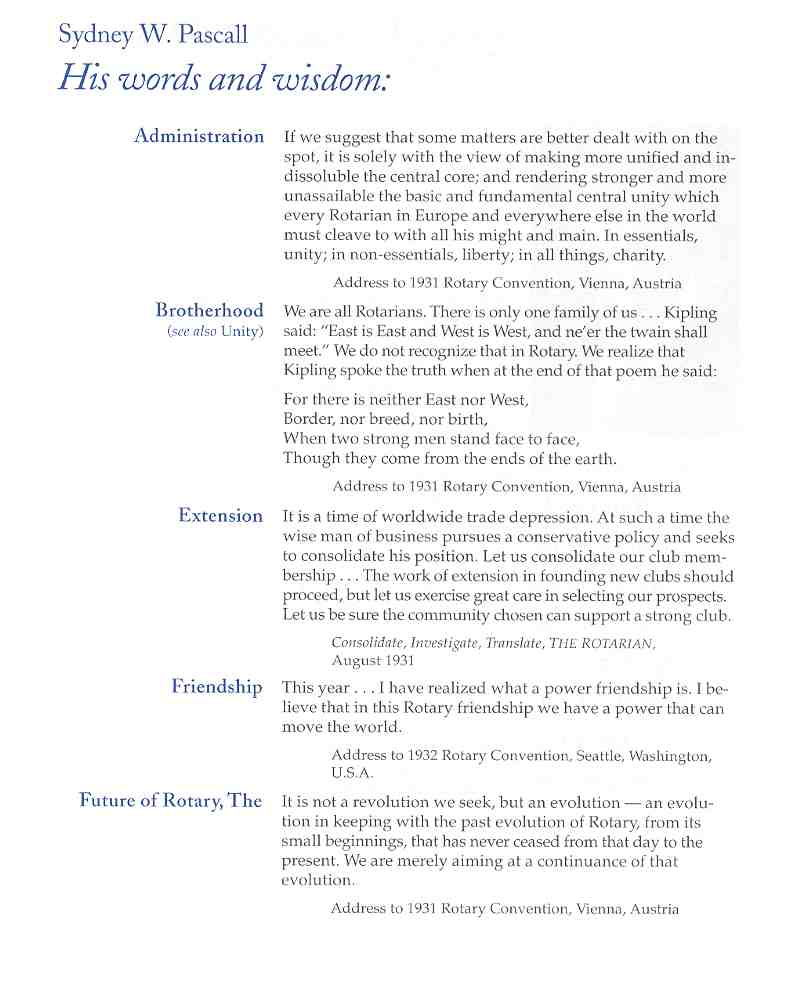 Sydney W. Pascall
His words and wisdom:
Administration
If we suggest that some matters are better dealt with on the
spot, it is solely with the view of making more unified and in-
dissoluble the central core; and rendering stronger and more
unassailable the basic and fundamental central unity which
every Rotarian in Europe and everywhere else in the world
must cleave to with all his might and main. In essentials,
unity; in non-essentials, liberty; in all things, charity.
Address to 1931 Rotary Convention, Vienna, Austria
Brotherhood
(see also Unity)
We are all Rotarians. There is only one family of us . . . Kipling
said: "East is East and West is West, and ne'er the twain shall
meet." We do not recognize that in Rotary. We realize that
Kipling spoke the truth when at the end of that poem he said:
For there is neither East nor West,
Border, nor breed, nor birth,
When two strong men stand face to face,
Though they come from the ends of the earth.
Address to 1931 Rotary Convention, Vienna, Austria
Extension
It is a time of worldwide trade depression. At such a time the
wise man of business pursues a conservative policy and seeks
to consolidate his position. Let us consolidate our club mem-
bership . . . The work of extension in founding new clubs should
proceed, but let us exercise great care in selecting our prospects.
Let us be sure the community chosen can support a strong club.
Consolidate, Investigate, Translate, THE ROTARIAN,
August 1931
Friendship
This year . . . I have realized what a power friendship is. I be-
lieve that in this Rotary friendship we have a power that can
move the world.
Address to 1932 Rotary Convention, Seattle, Washington,
U.S.A.
Future of Rotary, The
It is not a revolution we seek, but an evolution — an evolu-
tion in keeping with the past evolution of Rotary, from its
small beginnings, that has never ceased from that day to the
present. We are merely aiming at a continuance of that
evolution.
Address to 1931 Rotary Convention, Vienna, Austria